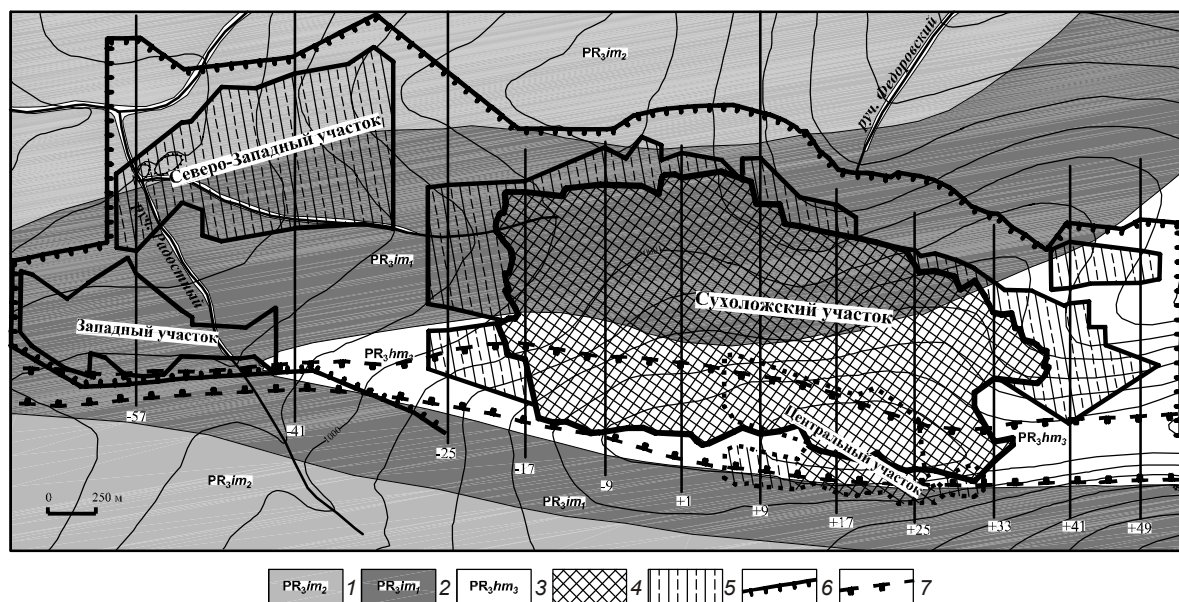 PR₃im₂
руч. Федоровский
Северо-Западный участок
PR₃im₁
Сухоложский участок
Западный участок
PR₃hm₃
Центральный участок
PR₃hm₃
1000
-57
-41
-25
-17
-9
+1
+9
+17
+25
+33
+41
+49
PR₃im₂
PR₃im₁
0 250 м
PR₃im₂ 1 PR₃im₁ 2 PR₃hm₃ 3 4 5 6 7